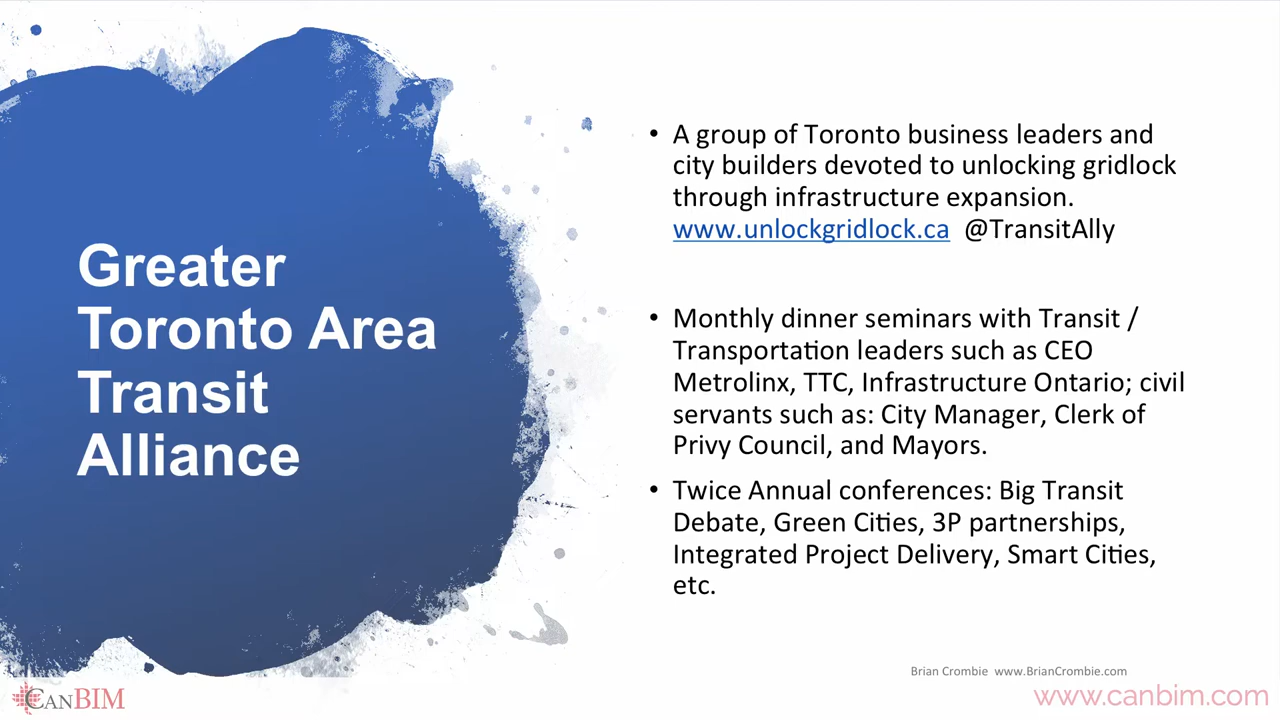 Greater
Toronto Area
Transit
Alliance
• A group of Toronto business leaders and
city builders devoted to unlocking gridlock
through infrastructure expansion.
www.unlockgridlock.ca @TransitAlly
• Monthly dinner seminars with Transit /
Transportation leaders such as CEO
Metrolinx, TTC, Infrastructure Ontario; civil
servants such as: City Manager, Clerk of
Privy Council, and Mayors.
• Twice Annual conferences: Big Transit
Debate, Green Cities, 3P partnerships,
Integrated Project Delivery, Smart Cities,
etc.
Brian Crombie www.BrianCrombie.com
CANBIM
www.canbim.com